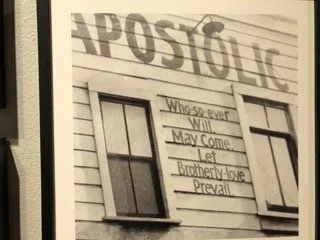 APOSTOLIC
Who-so-ever
Will.
May Come.
Let
Brotherly-love
Prevail.